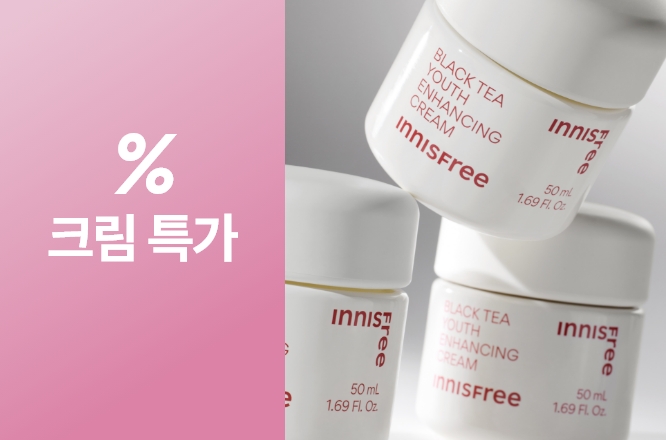 %
크림 특가
BLACK TEA
YOUTH
ENHANCING
CREAM
INNISFree
INNISFree
50 mL
1.69 Fl. Oz.
INNISFree
50 mL
1.69 Fl. Oz.
BLACK TEA
YOUTH
ENHANCING
CREAM
INNISFree
INNISFree
50 mL
1.69 Fl. Oz.